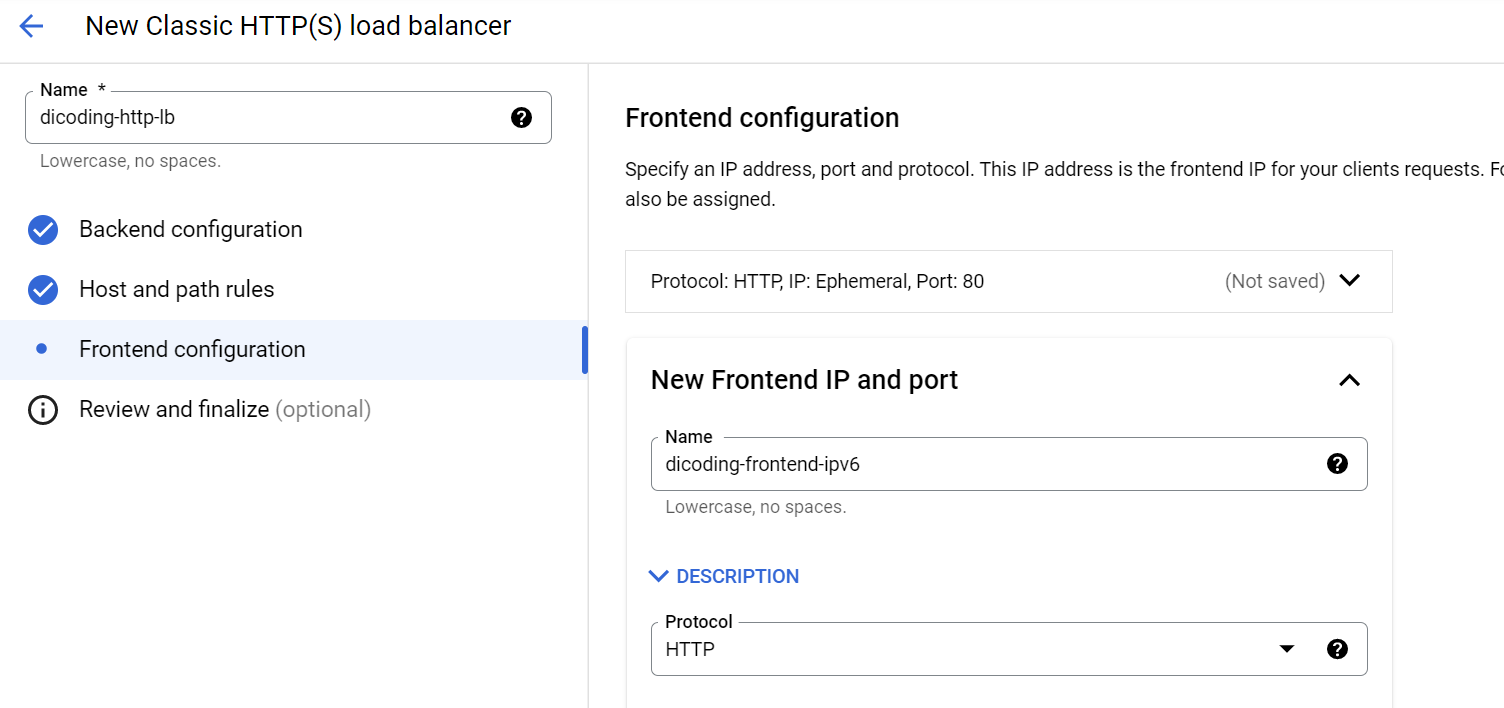 New Classic HTTP(S) load balancer
Name *
dicoding-http-lb
Lowercase, no spaces.
Backend configuration
Host and path rules
Frontend configuration
Review and finalize (optional)
Frontend configuration
Specify an IP address, port and protocol. This IP address is the frontend IP for your clients requests.
also be assigned.
Protocol: HTTP, IP: Ephemeral, Port: 80 (Not saved)
New Frontend IP and port
Name
dicoding-frontend-ipv6
Lowercase, no spaces.
DESCRIPTION
Protocol
HTTP